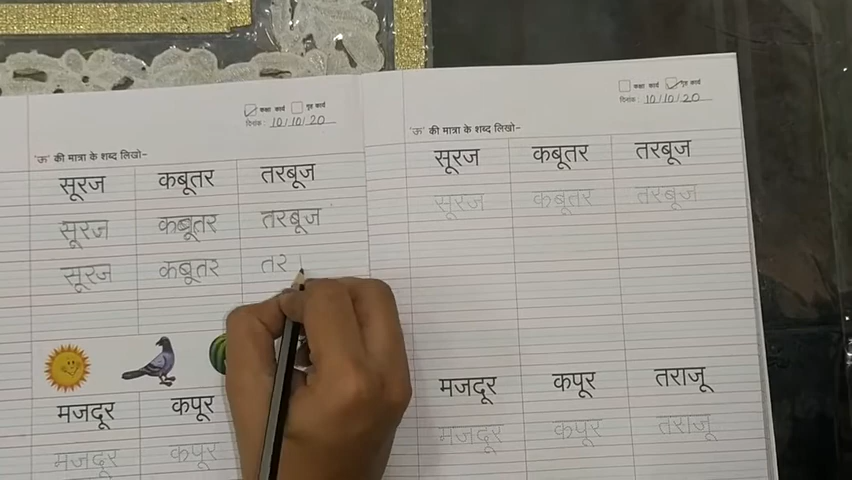 कक्षा कार्य गृह कार्य
दिनांक : 10/10/20
'ऊ' की मात्रा के शब्द लिखो-
सूरज कबूतर तरबूज
सूरज कबूतर तरबूज
सूरज कबूतर तर
मजदूर कपूर
मजदूर कपूर
कक्षा कार्य गृह कार्य
दिनांक : 10/10/20
'ऊ' की मात्रा के शब्द लिखो-
सूरज कबूतर तरबूज
सूरज कबूतर तरबूज
मजदूर कपूर तराजू
मजदूर कपूर तराजू